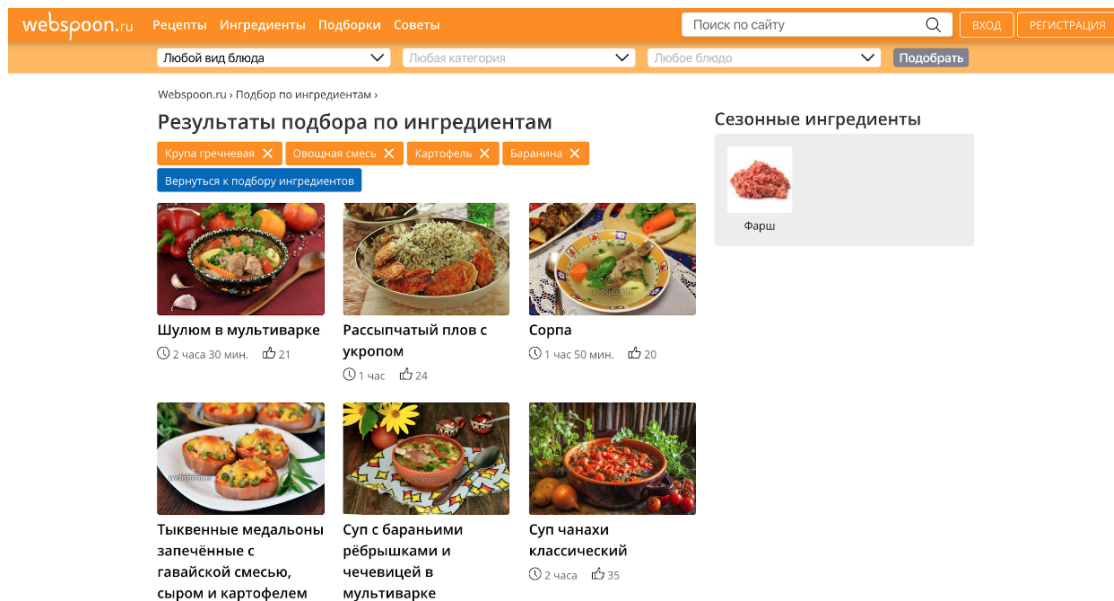 webspoon.ru Рецепты Ингредиенты Подборки Советы Поиск по сайту ВХОД РЕГИСТРАЦИЯ
Любой вид блюда Любая категория Любое блюдо Подобрать
Webspoon.ru › Подбор по ингредиентам ›
Результаты подбора по ингредиентам
Крупа гречневая Овощная смесь Картофель Баранина
Вернуться к подбору ингредиентов
Шулюм в мультиварке
2 часа 30 мин. 21
Рассыпчатый плов с
укропом
1 час 24
webspoon.ru
Сорпа
1 час 50 мин. 20
Тыквенные медальоны
запечённые с
гавайской смесью,
сыром и картофелем
Суп с бараньими
рёбрышками и
чечевицей в
мультиварке
Суп чанахи
классический
2 часа 35
Сезонные ингредиенты
Фарш